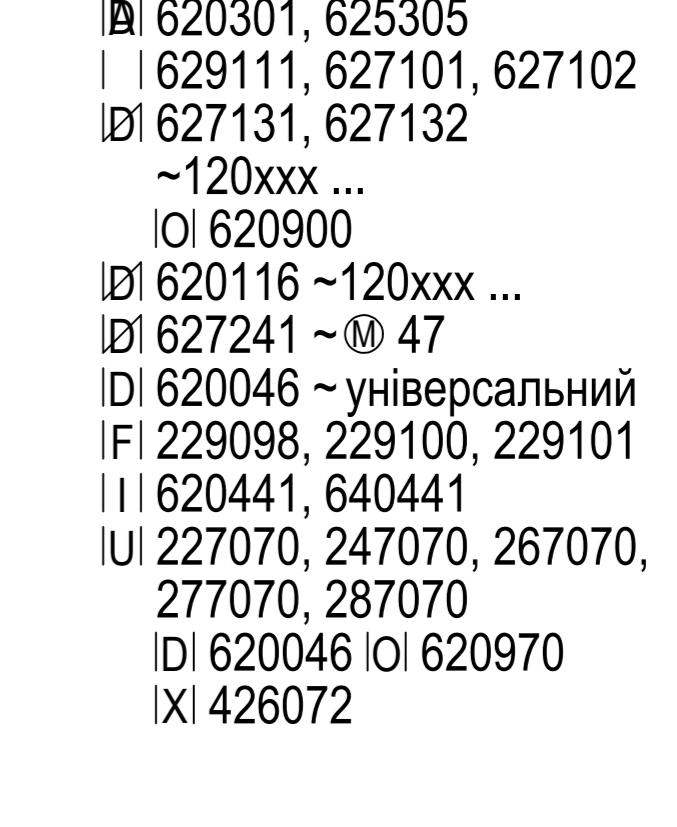 |A| 620301, 625305
| | 629111, 627101, 627102
|D| 627131, 627132
~120xxx ...
|O| 620900
|D| 620116 ~120xxx ...
|D| 627241 ~ Ⓜ 47
|D| 620046 ~ універсальний
|F| 229098, 229100, 229101
| I | 620441, 640441
|U| 227070, 247070, 267070,
277070, 287070
|D| 620046 |O| 620970
|X| 426072